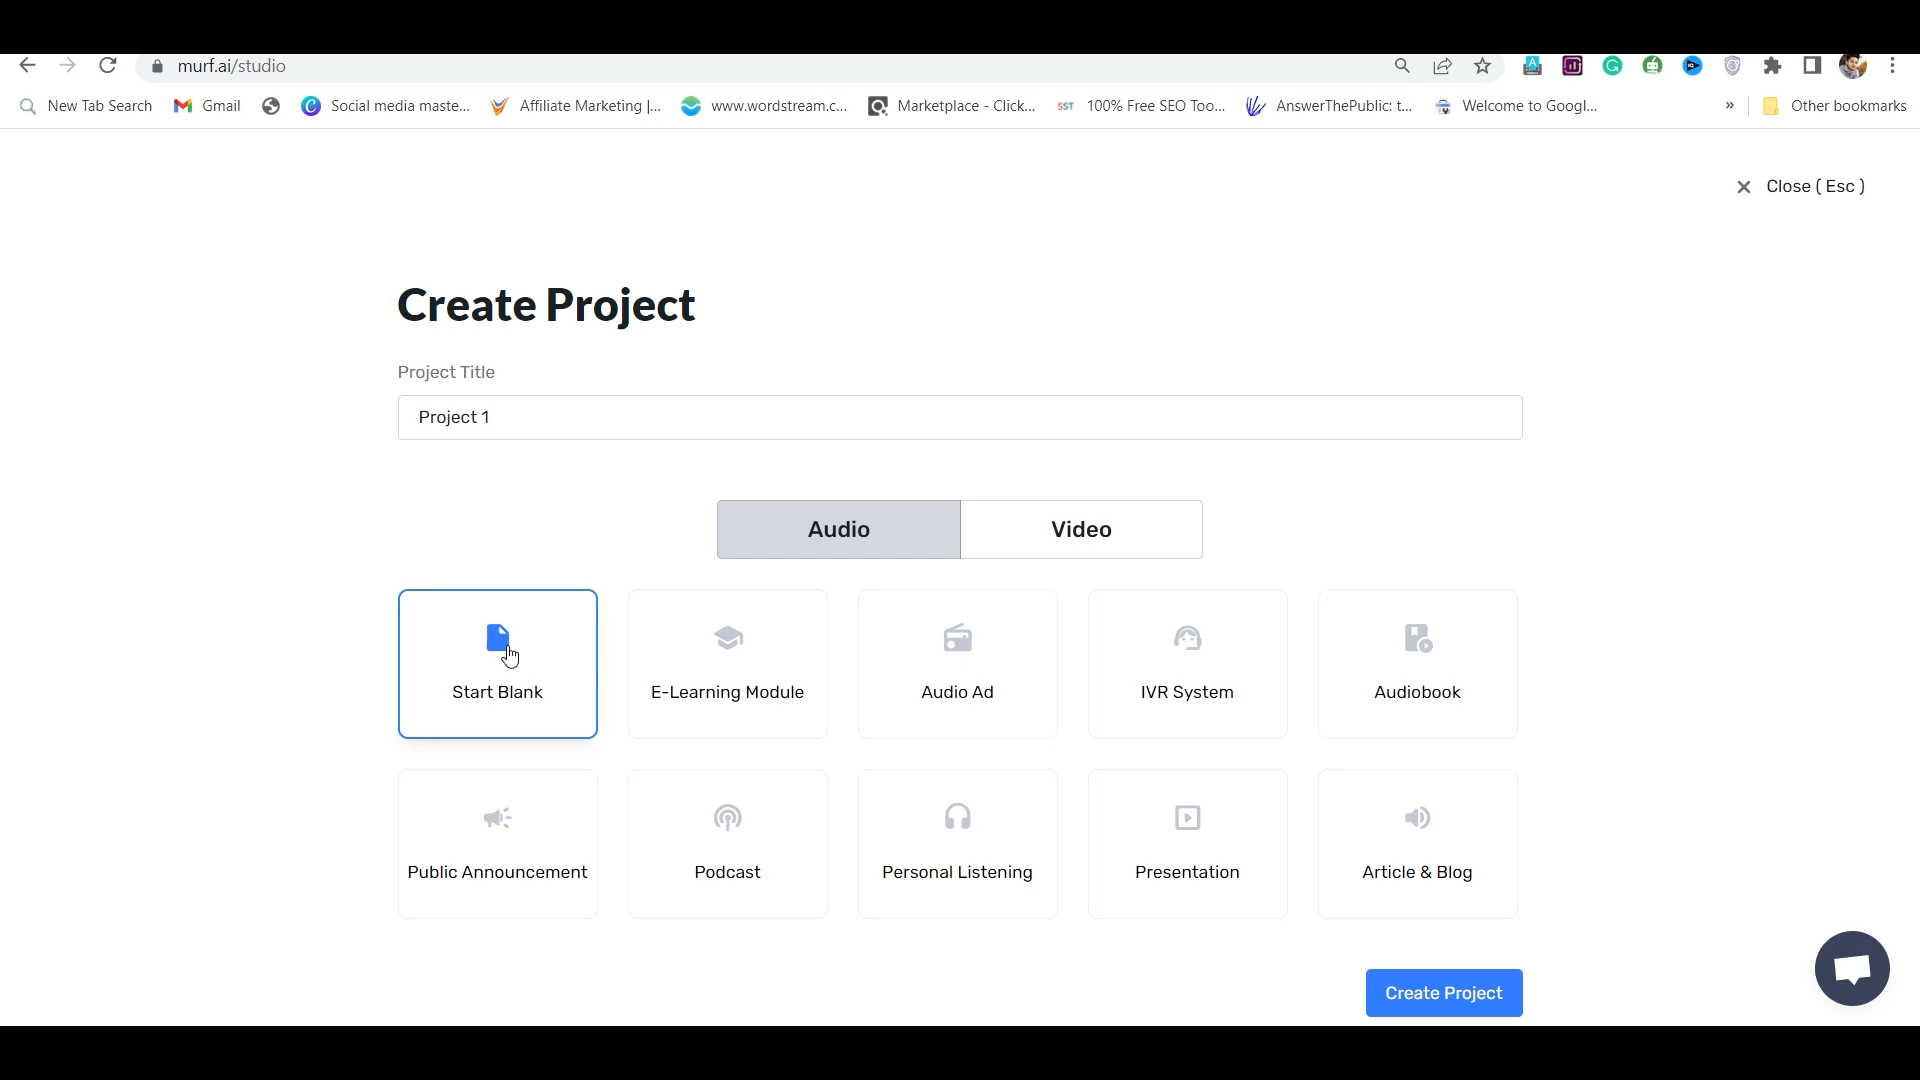 murf.ai/studio
New Tab Search Gmail Social media maste... Affiliate Marketing |... www.wordstream.c... Marketplace - Click... SST 100% Free SEO Too... AnswerThePublic: t... Welcome to Googl... » Other bookmarks
× Close ( Esc )
Create Project
Project Title
Project 1
Audio Video
Start Blank E-Learning Module Audio Ad IVR System Audiobook
Public Announcement Podcast Personal Listening Presentation Article & Blog
Create Project